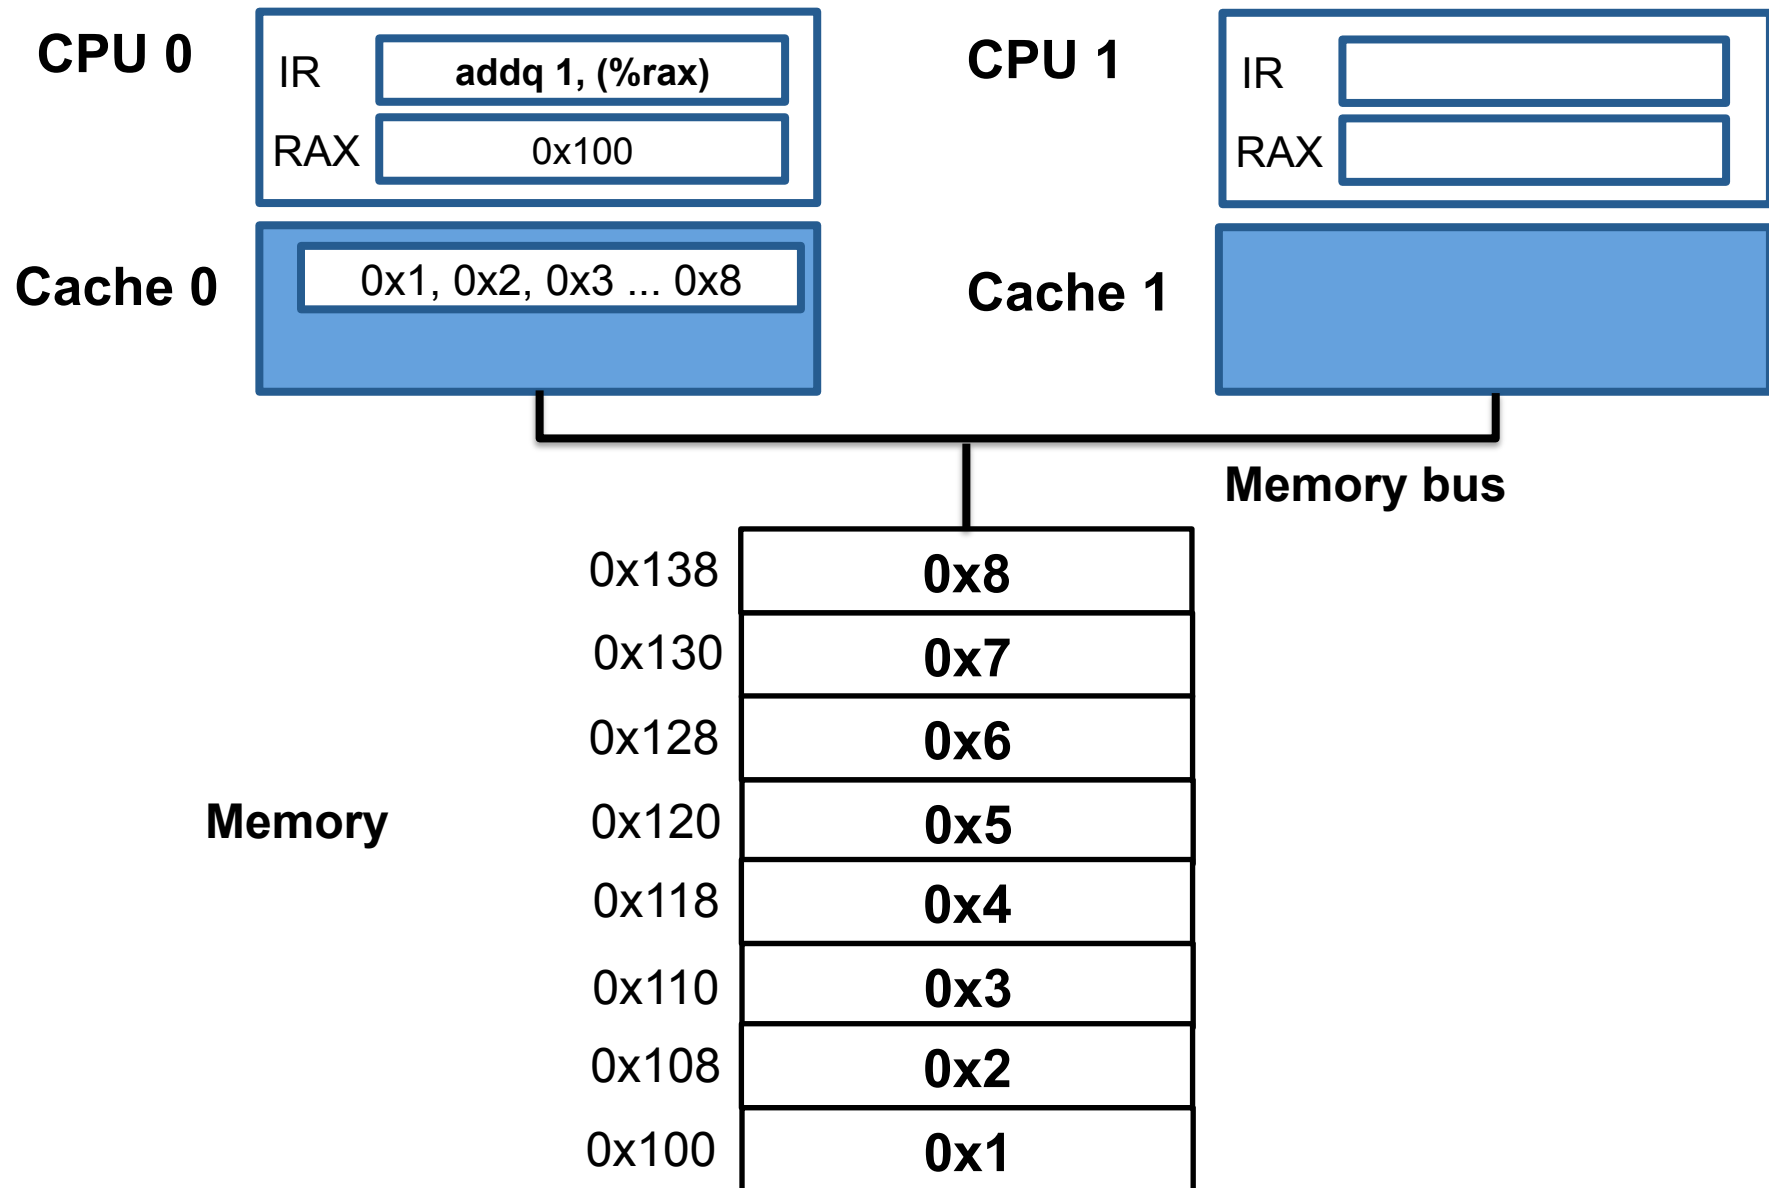 CPU 0
IR
addq 1, (%rax)
RAX
0x100
CPU 1
IR
RAX
Cache 0
0x1, 0x2, 0x3 ... 0x8
Cache 1
Memory bus
Memory
0x138
0x8
0x130
0x7
0x128
0x6
0x120
0x5
0x118
0x4
0x110
0x3
0x108
0x2
0x100
0x1